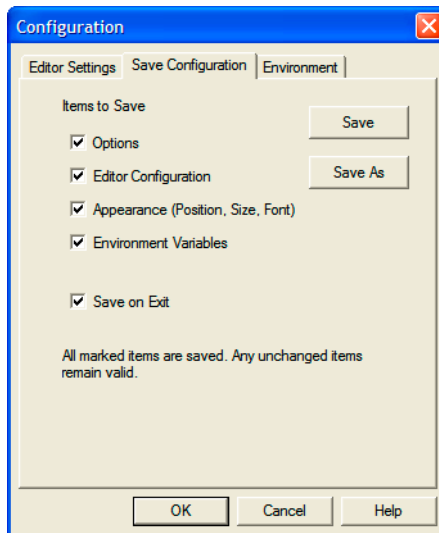 Configuration
Editor Settings
Save Configuration
Environment
Items to Save
Save
Options
Editor Configuration
Save As
Appearance (Position, Size, Font)
Environment Variables
Save on Exit
All marked items are saved. Any unchanged items
remain valid.
OK
Cancel
Help